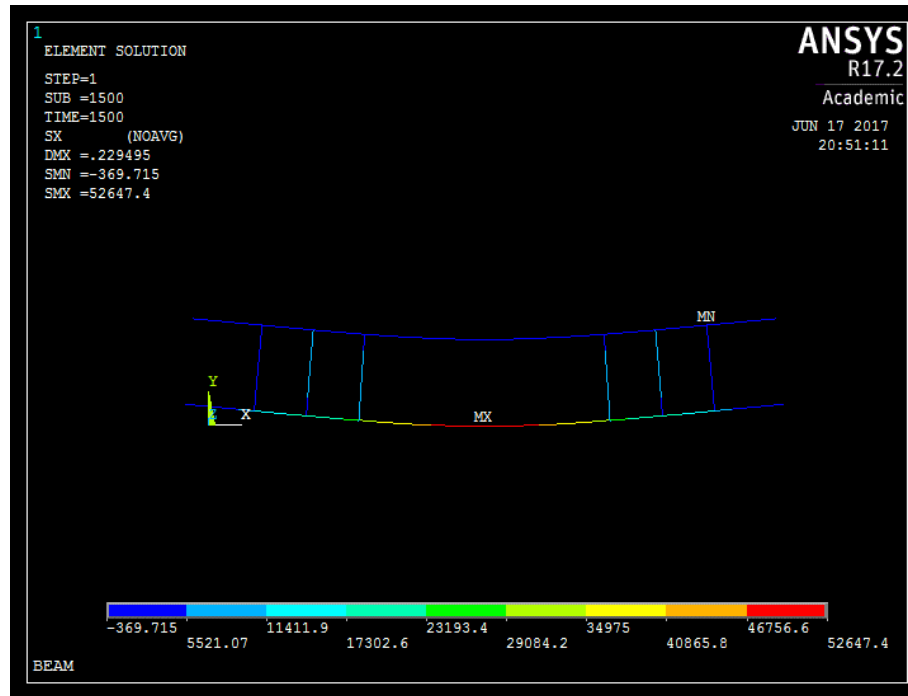 1
ELEMENT SOLUTION
STEP=1
SUB =1500
TIME=1500
SX (NOAVG)
DMX =.229495
SMN =-369.715
SMX =52647.4
ANSYS
R17.2
Academic
JUN 17 2017
20:51:11
MN
Y
X
MX
-369.715 11411.9 23193.4 34975 46756.6
5521.07 17302.6 29084.2 40865.8 52647.4
BEAM